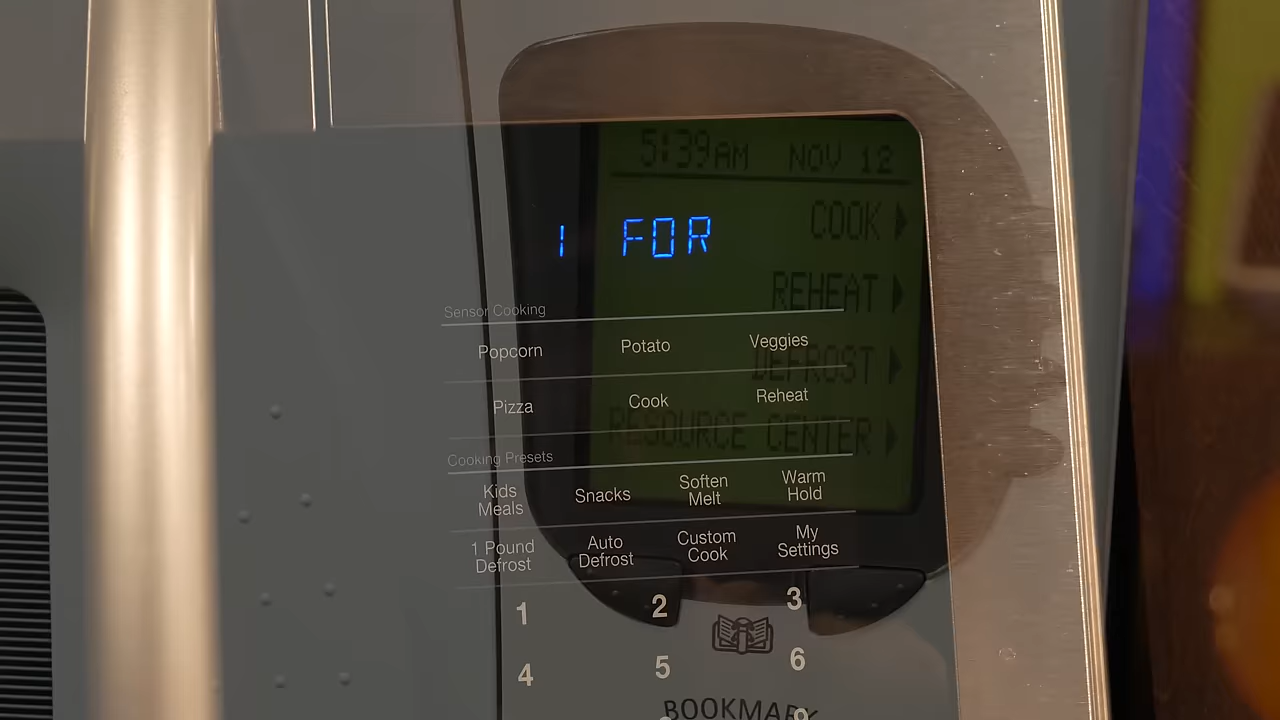 5:39AM NOV 12
COOK
1 FOR
REHEAT
Sensor Cooking
Popcorn Potato Veggies
DEFROST
Pizza Cook Reheat
RESOURCE CENTER
Cooking Presets
Kids Meals Snacks Soften Melt Warm Hold
1 Pound Defrost Auto Defrost Custom Cook My Settings
1 2 3
4 5 6
BOOKMARK